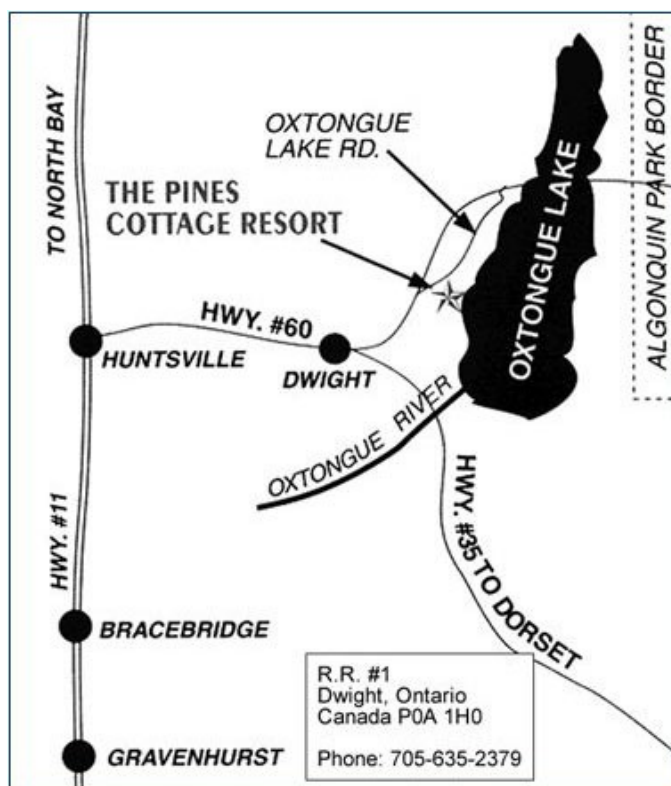 TO NORTH BAY
OXTONGUE
LAKE RD.
THE PINES
COTTAGE RESORT
OXTONGUE LAKE
ALGONQUIN PARK BORDER
HWY. #60
HUNTSVILLE
DWIGHT
OXTONGUE RIVER
HWY. #11
HWY. #35 TO DORSET
BRACEBRIDGE
GRAVENHURST
R.R. #1
Dwight, Ontario
Canada P0A 1H0
Phone: 705-635-2379